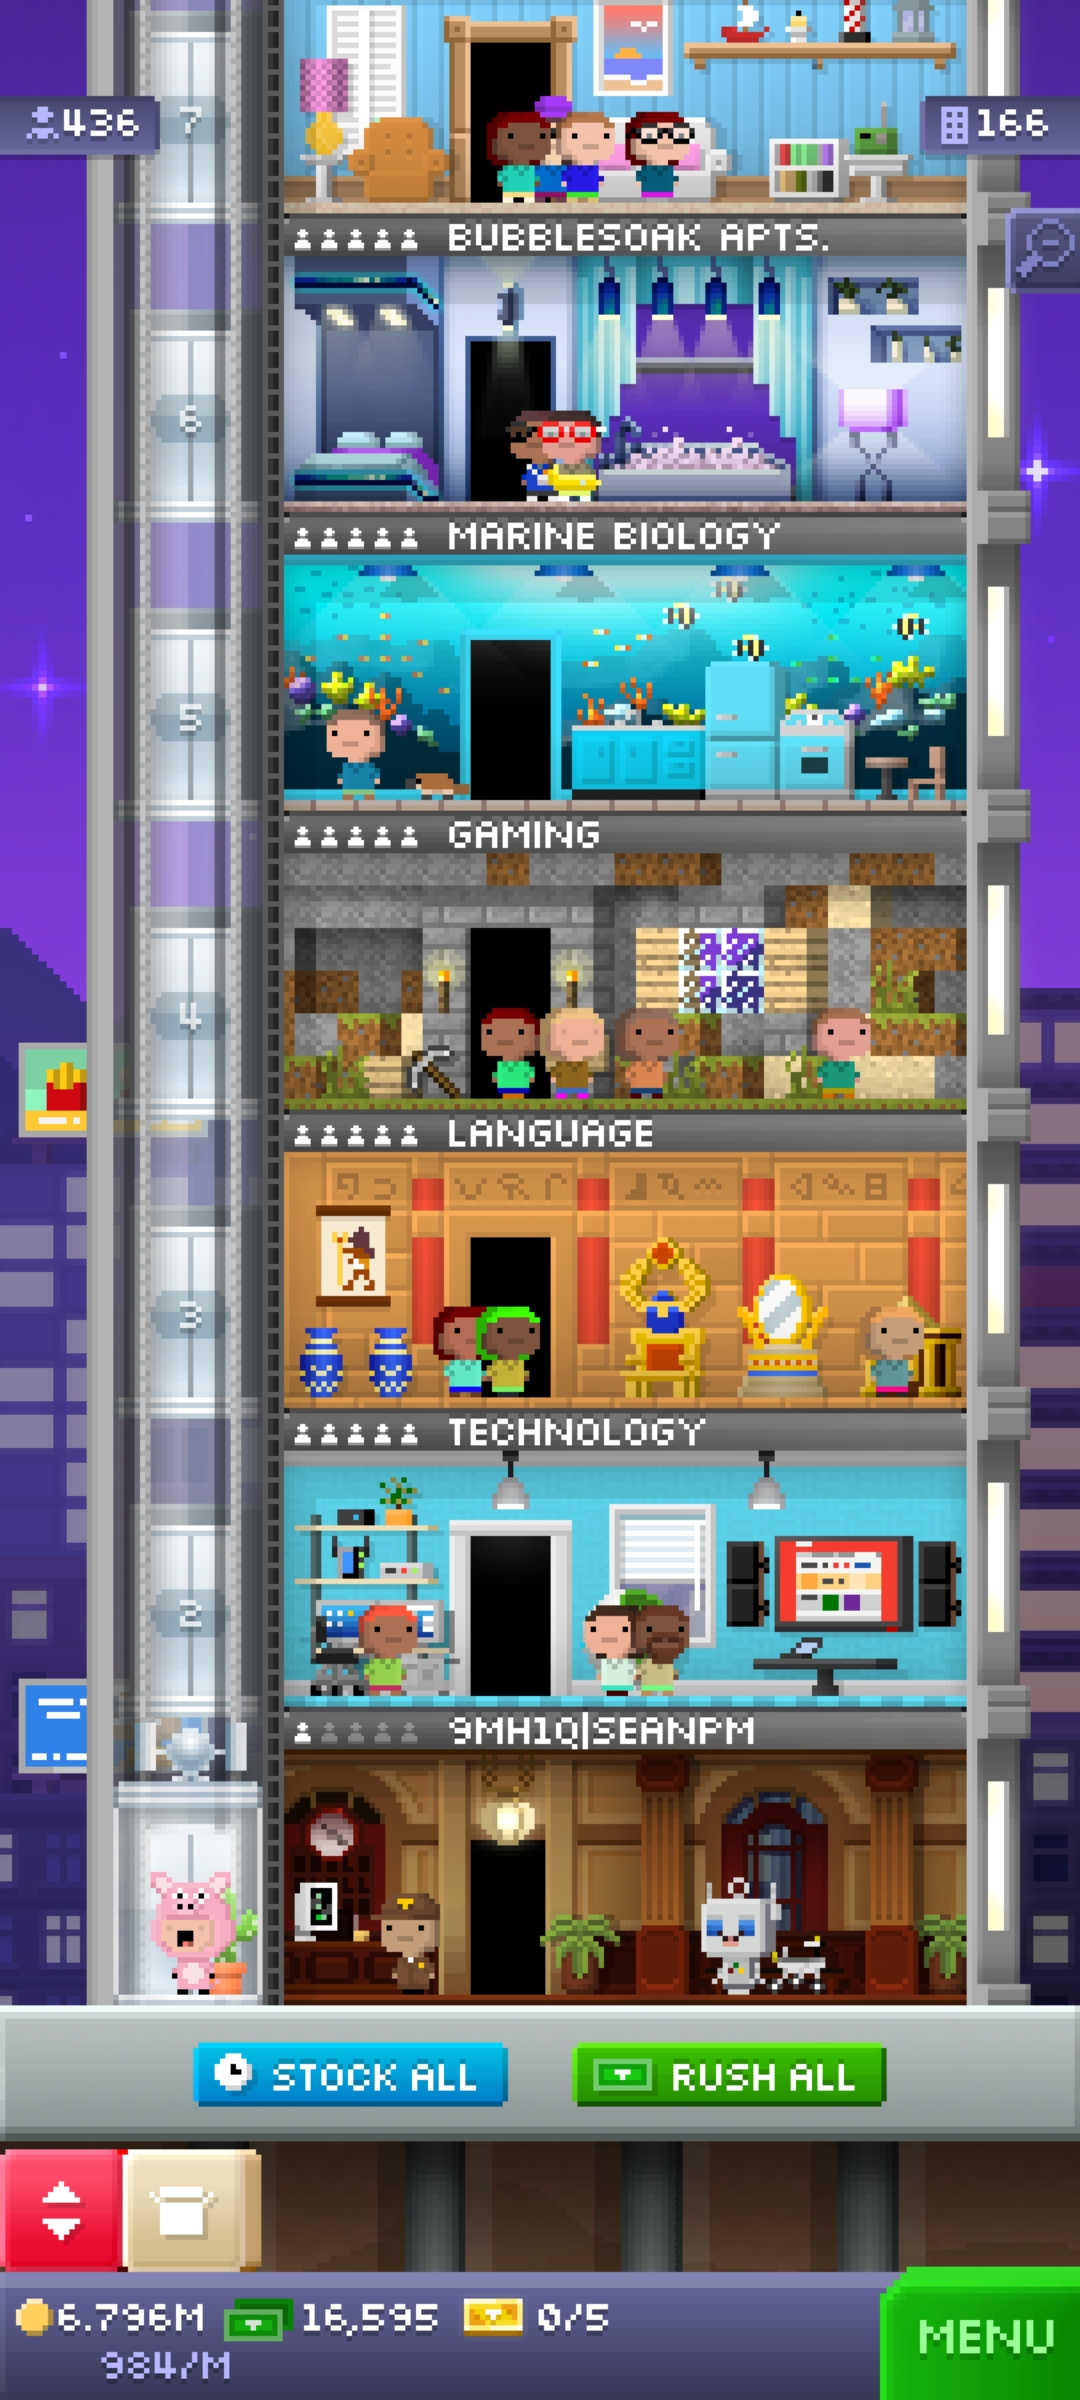 7
436
166
BUBBLESOAK APTS.
6
MARINE BIOLOGY
5
GAMING
4
LANGUAGE
3
TECHNOLOGY
2
9MH1Q|SEANPM
STOCK ALL
RUSH ALL
6.796M
16,595
0/5
984/M
MENU